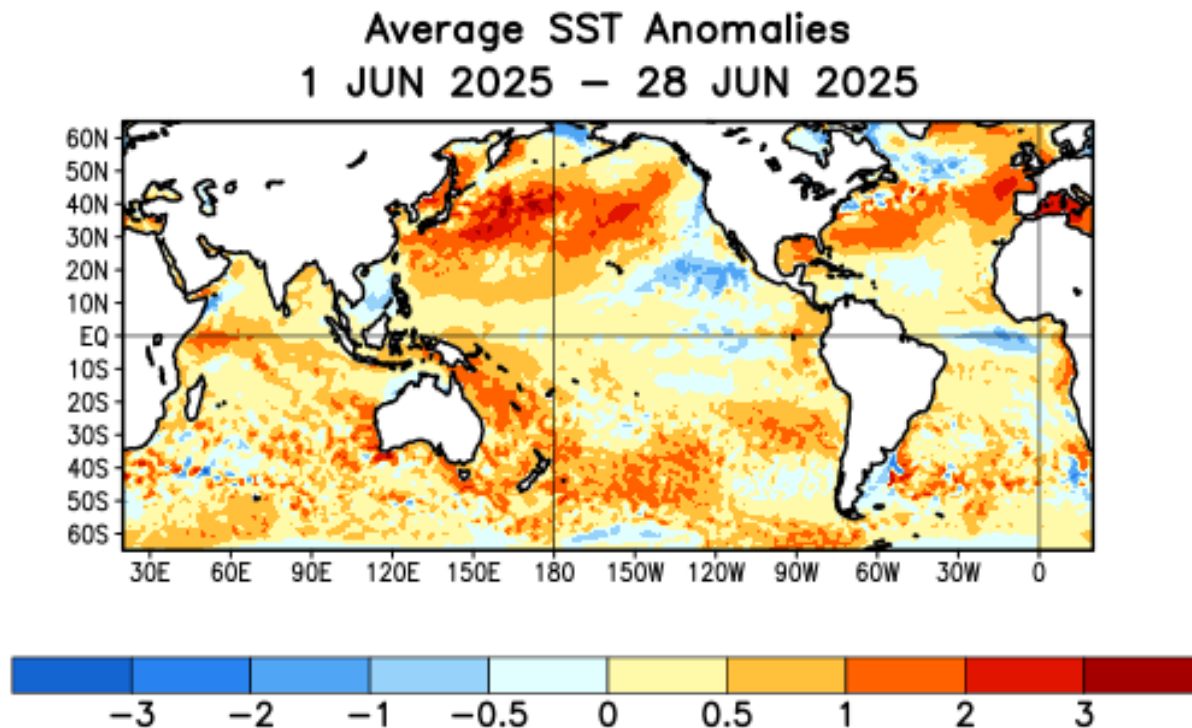 Average SST Anomalies
1 JUN 2025 – 28 JUN 2025
60N
50N
40N
30N
20N
10N
EQ
10S
20S
30S
40S
50S
60S
30E 60E 90E 120E 150E 180 150W 120W 90W 60W 30W 0
-3 -2 -1 -0.5 0 0.5 1 2 3